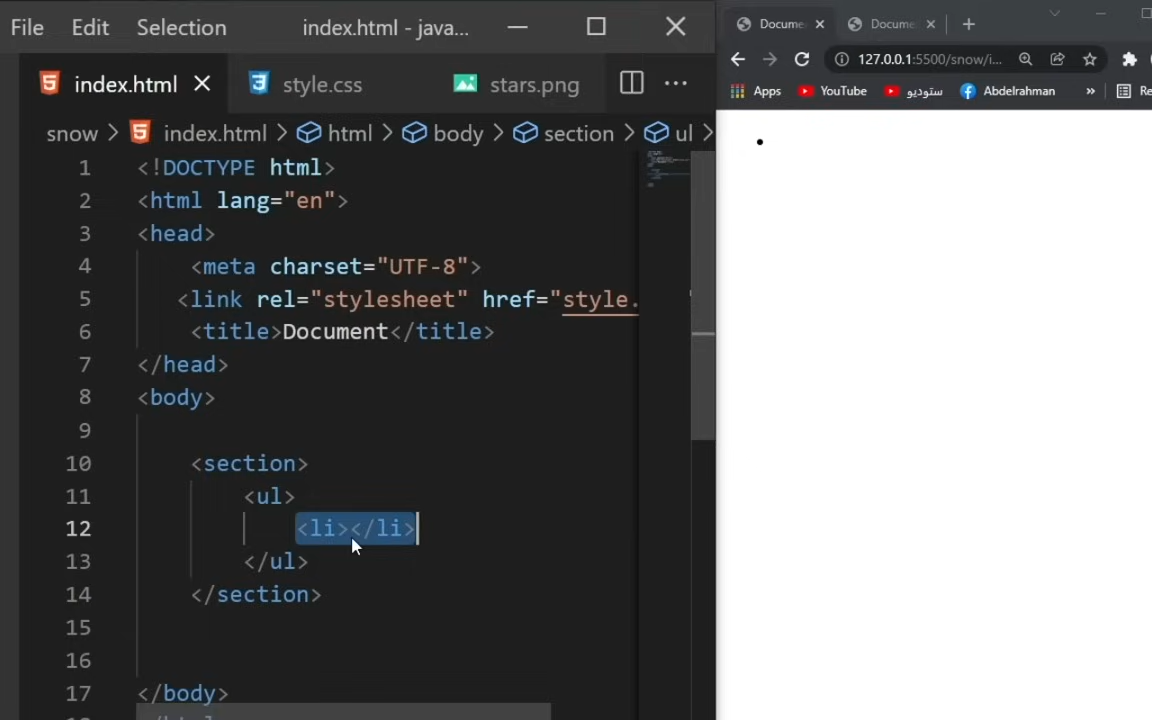 File Edit Selection index.html - java...
index.html style.css stars.png
snow > index.html > html > body > section > ul >
1 <!DOCTYPE html>
2 <html lang="en">
3 <head>
4 <meta charset="UTF-8">
5 <link rel="stylesheet" href="style.
6 <title>Document</title>
7 </head>
8 <body>
9
10 <section>
11 <ul>
12 <li></li>
13 </ul>
14 </section>
15
16
17 </body>
Docume Docume
127.0.0.1:5500/snow/i...
Apps YouTube ستوديو Abdelrahman » Re